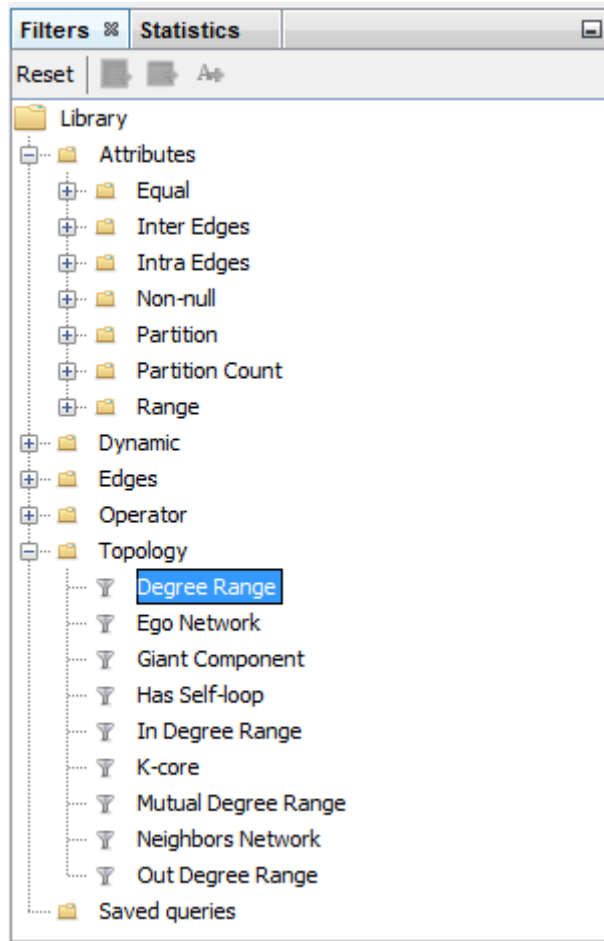 Filters Statistics
Reset
Library
Attributes
Equal
Inter Edges
Intra Edges
Non-null
Partition
Partition Count
Range
Dynamic
Edges
Operator
Topology
Degree Range
Ego Network
Giant Component
Has Self-loop
In Degree Range
K-core
Mutual Degree Range
Neighbors Network
Out Degree Range
Saved queries